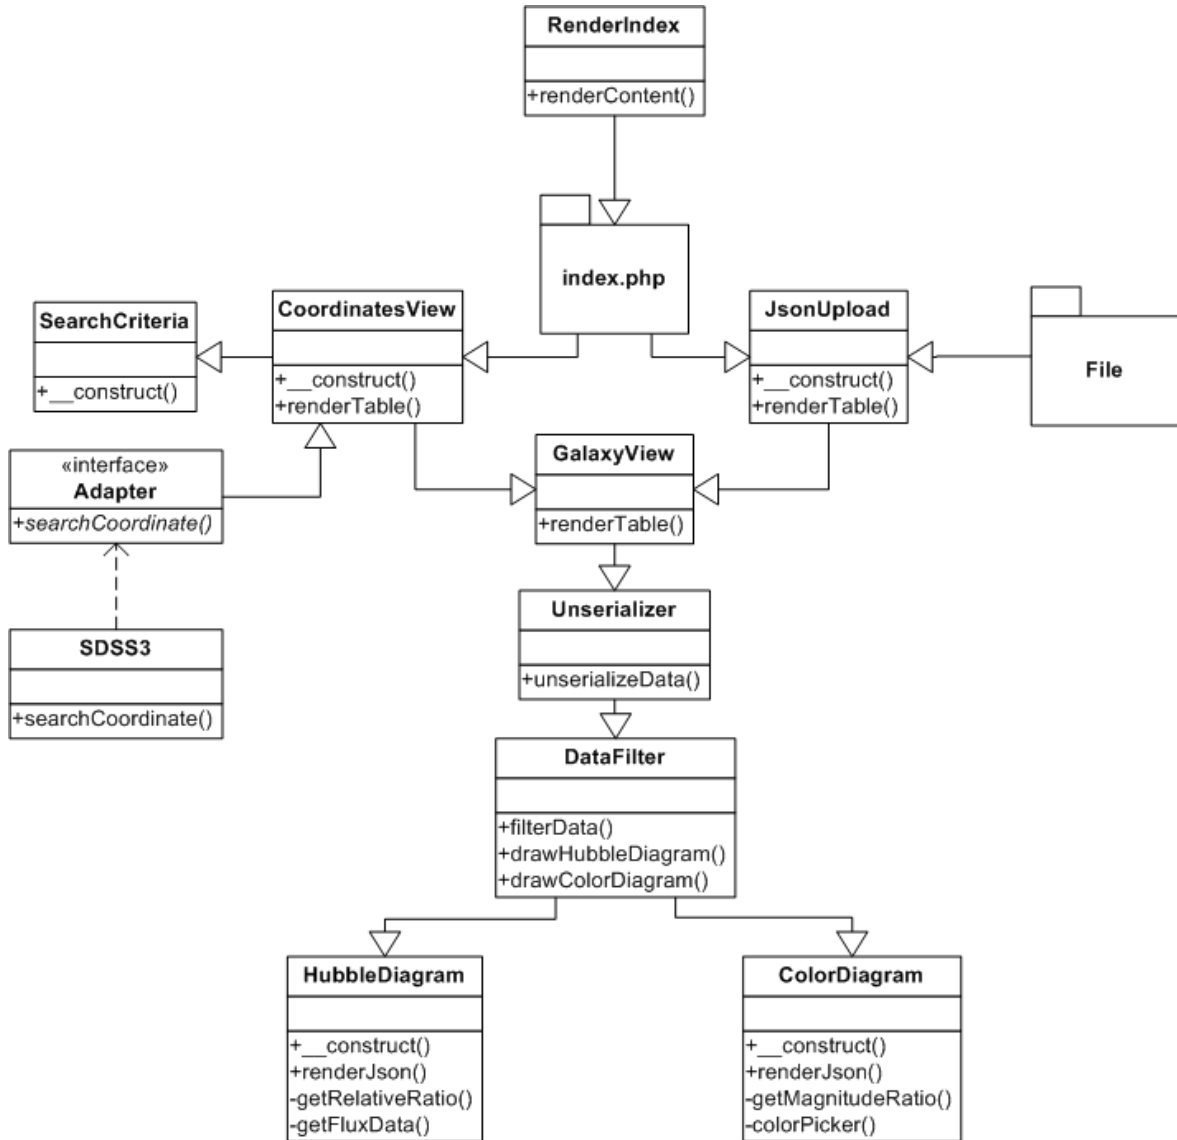 RenderIndex
+renderContent()
index.php
SearchCriteria
+__construct()
CoordinatesView
+__construct()
+renderTable()
JsonUpload
+__construct()
+renderTable()
File
«interface»
Adapter
+searchCoordinate()
GalaxyView
+renderTable()
SDSS3
+searchCoordinate()
Unserializer
+unserializeData()
DataFilter
+filterData()
+drawHubbleDiagram()
+drawColorDiagram()
HubbleDiagram
+__construct()
+renderJson()
-getRelativeRatio()
-getFluxData()
ColorDiagram
+__construct()
+renderJson()
-getMagnitudeRatio()
-colorPicker()